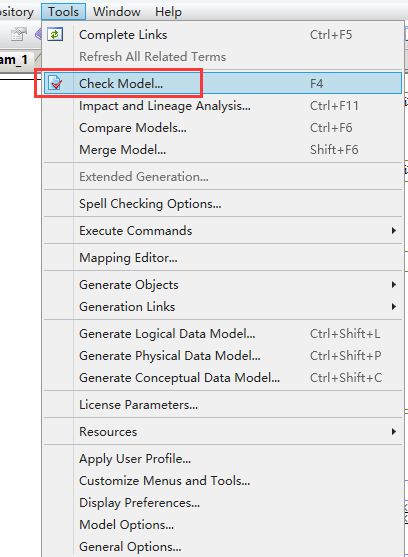 ository Tools Window Help
Complete Links Ctrl+F5
am_1 Refresh All Related Terms
Check Model... F4
Impact and Lineage Analysis... Ctrl+F11
Compare Models... Ctrl+F6
Merge Model... Shift+F6
Extended Generation...
Spell Checking Options...
Execute Commands
Mapping Editor...
Generate Objects
Generation Links
Generate Logical Data Model... Ctrl+Shift+L
Generate Physical Data Model... Ctrl+Shift+P
Generate Conceptual Data Model... Ctrl+Shift+C
License Parameters...
Resources
Apply User Profile...
Customize Menus and Tools...
Display Preferences...
Model Options...
General Options...